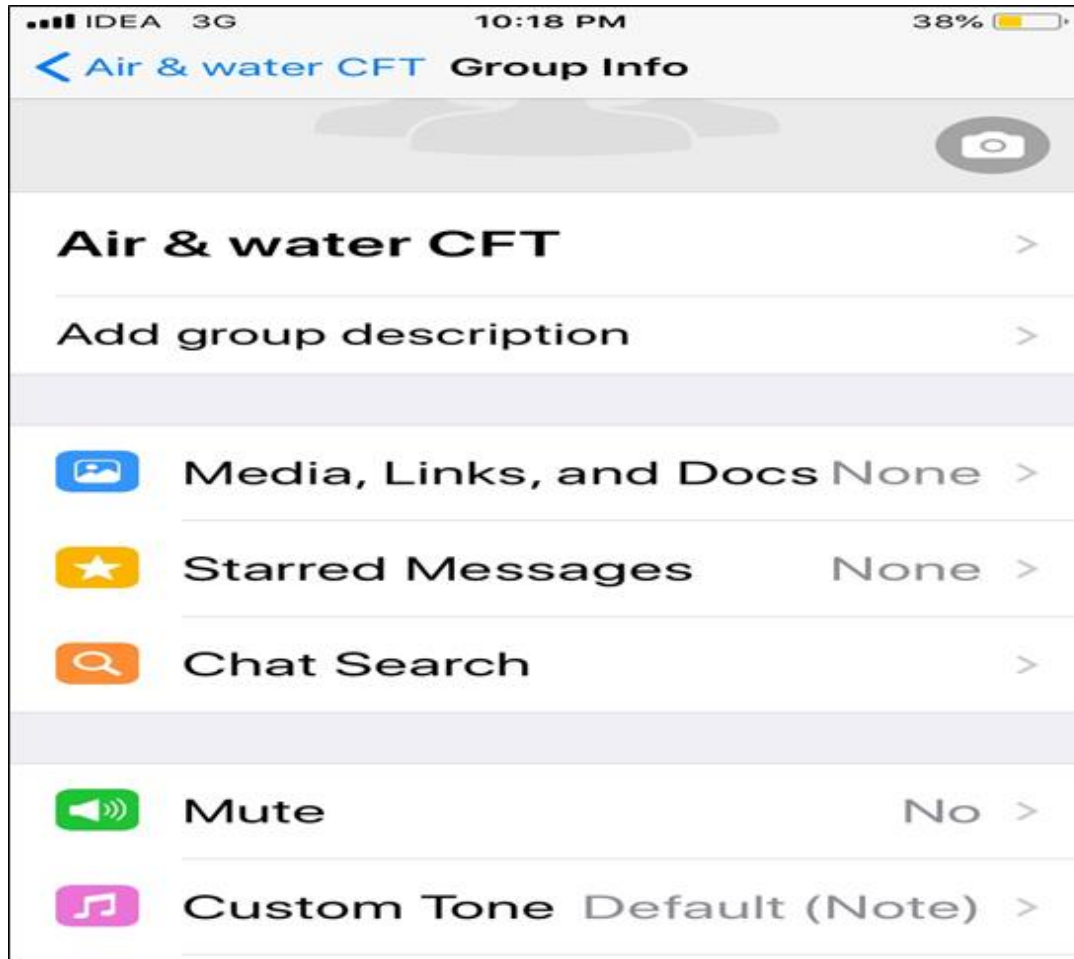 IDEA 3G 10:18 PM 38%
Air & water CFT Group Info
Air & water CFT
Add group description
Media, Links, and Docs None
Starred Messages None
Chat Search
Mute No
Custom Tone Default (Note)